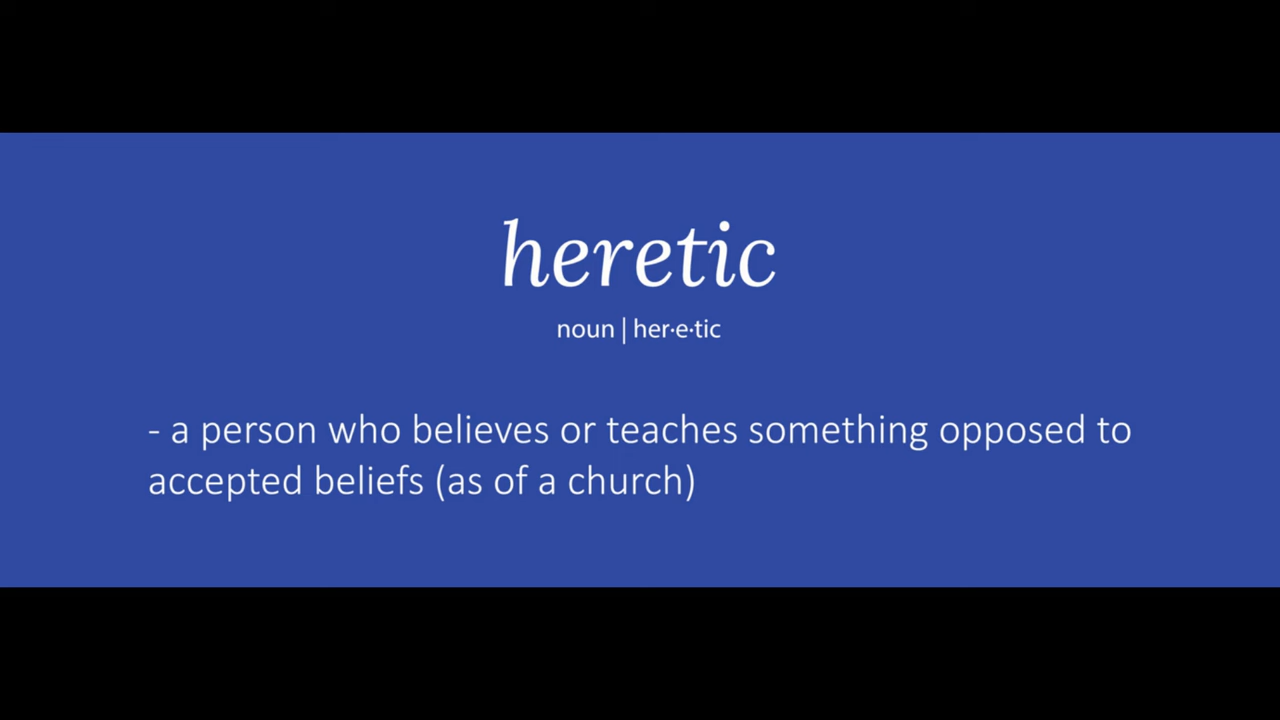 heretic
noun | her·e·tic
- a person who believes or teaches something opposed to
accepted beliefs (as of a church)